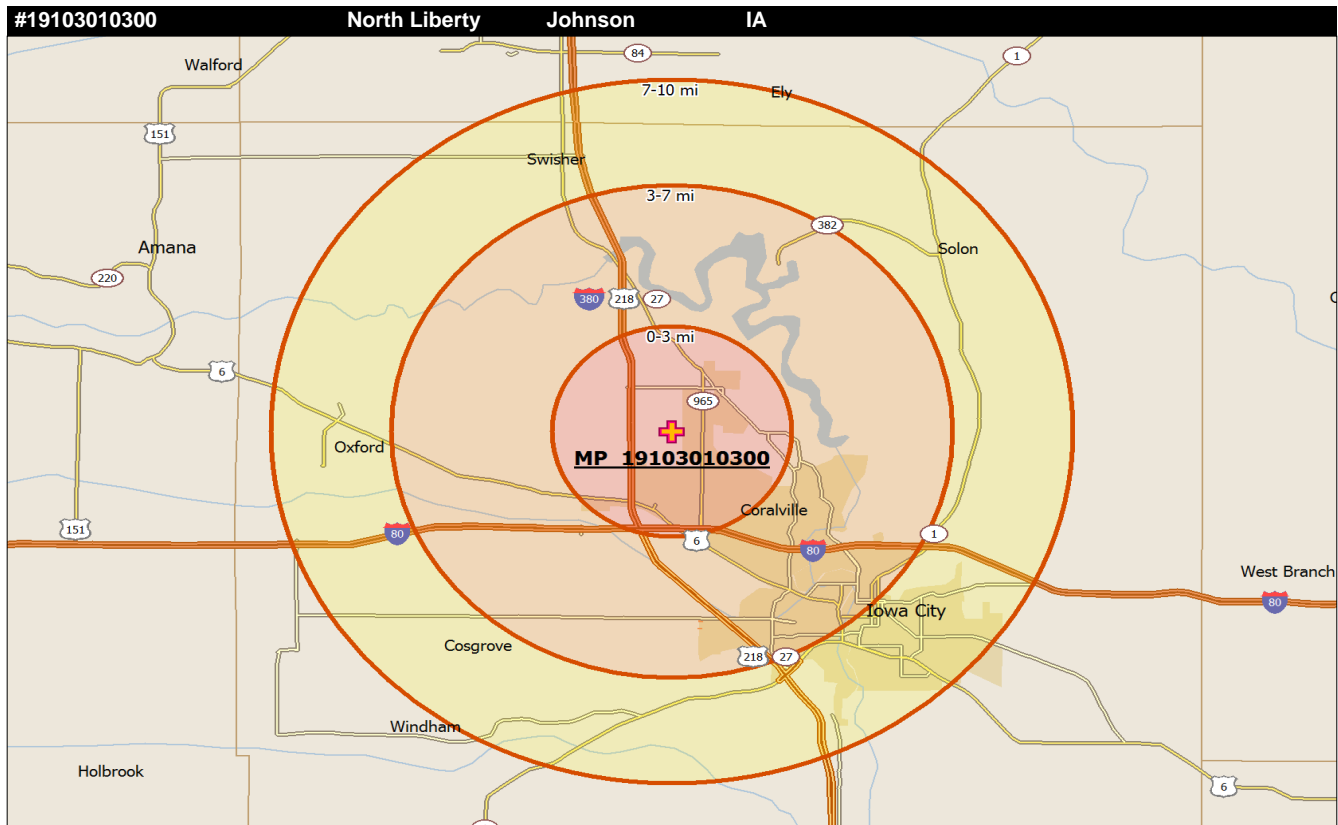 #19103010300 North Liberty Johnson IA
84
1
Walford
7-10 mi
Ely
151
Swisher
3-7 mi
382
Amana
Solon
220
380
218
27
0-3 mi
6
965
Oxford
MP 19103010300
Coralville
151
80
6
80
1
West Branch
80
Iowa City
Cosgrove
218
27
Windham
Holbrook
6